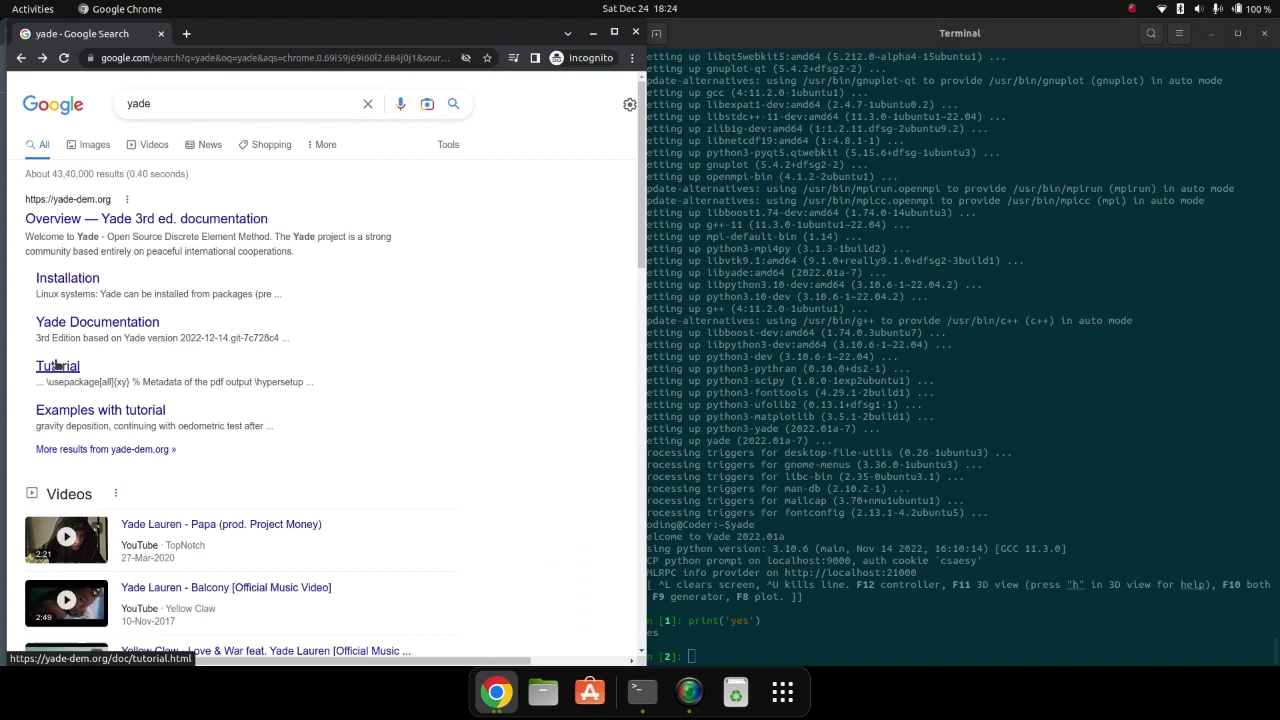 Activities
Google Chrome
Sat Dec 24 18:24
100 %
yade - Google Search
google.com/search?q=yade&oq=yade&aqs=chrome.0.69i59j69i60l2.684j0j1&sour...
Incognito
Google
yade
All
Images
Videos
News
Shopping
More
Tools
About 43,40,000 results (0.40 seconds)
https://yade-dem.org
Overview — Yade 3rd ed. documentation
Welcome to Yade - Open Source Discrete Element Method. The Yade project is a strong
community based entirely on peaceful international cooperations.
Installation
Linux systems: Yade can be installed from packages (pre ...
Yade Documentation
3rd Edition based on Yade version 2022-12-14.git-7c728c4 ...
Tutorial
... \usepackage[all]{xy} % Metadata of the pdf output \hypersetup ...
Examples with tutorial
gravity deposition, continuing with oedometric test after ...
More results from yade-dem.org »
Videos
2:21
Yade Lauren - Papa (prod. Project Money)
YouTube · TopNotch
27-Mar-2020
2:49
Yade Lauren - Balcony [Official Music Video]
YouTube · Yellow Claw
10-Nov-2017
Yellow Claw - Love & War feat. Yade Lauren [Official Music ...
https://yade-dem.org/doc/tutorial.html
Terminal
etting up libqt5webkit5:amd64 (5.212.0~alpha4-15ubuntu1) ...
etting up gnuplot-qt (5.4.2+dfsg2-2) ...
pdate-alternatives: using /usr/bin/gnuplot-qt to provide /usr/bin/gnuplot (gnuplot) in auto mode
etting up gcc (4:11.2.0-1ubuntu1) ...
etting up libexpat1-dev:amd64 (2.4.7-1ubuntu0.2) ...
etting up libstdc++-11-dev:amd64 (11.3.0-1ubuntu1~22.04) ...
etting up zlib1g-dev:amd64 (1:1.2.11.dfsg-2ubuntu9.2) ...
etting up libnetcdf19:amd64 (1:4.8.1-1) ...
etting up python3-pyqt5.qtwebkit (5.15.6+dfsg-1ubuntu3) ...
etting up gnuplot (5.4.2+dfsg2-2) ...
etting up openmpi-bin (4.1.2-2ubuntu1) ...
pdate-alternatives: using /usr/bin/mpirun.openmpi to provide /usr/bin/mpirun (mpirun) in auto mode
pdate-alternatives: using /usr/bin/mpicc.openmpi to provide /usr/bin/mpicc (mpi) in auto mode
etting up libboost1.74-dev:amd64 (1.74.0-14ubuntu3) ...
etting up g++-11 (11.3.0-1ubuntu1~22.04) ...
etting up mpi-default-bin (1.14) ...
etting up python3-mpi4py (3.1.3-1build2) ...
etting up libvtk9.1:amd64 (9.1.0+really9.1.0+dfsg2-3build1) ...
etting up libyade:amd64 (2022.01a-7) ...
etting up libpython3.10-dev:amd64 (3.10.6-1~22.04.2) ...
etting up python3.10-dev (3.10.6-1~22.04.2) ...
etting up g++ (4:11.2.0-1ubuntu1) ...
pdate-alternatives: using /usr/bin/g++ to provide /usr/bin/c++ (c++) in auto mode
etting up libboost-dev:amd64 (1.74.0.3ubuntu7) ...
etting up libpython3-dev:amd64 (3.10.6-1~22.04) ...
etting up python3-dev (3.10.6-1~22.04) ...
etting up python3-pythran (0.10.0+ds2-1) ...
etting up python3-scipy (1.8.0-1exp2ubuntu1) ...
etting up python3-fonttools (4.29.1-2build1) ...
etting up python3-ufolib2 (0.13.1+dfsg1-1) ...
etting up python3-matplotlib (3.5.1-2build1) ...
etting up python3-yade (2022.01a-7) ...
etting up yade (2022.01a-7) ...
rocessing triggers for desktop-file-utils (0.26-1ubuntu3) ...
rocessing triggers for gnome-menus (3.36.0-1ubuntu3) ...
rocessing triggers for libc-bin (2.35-0ubuntu3.1) ...
rocessing triggers for man-db (2.10.2-1) ...
rocessing triggers for mailcap (3.70+nmu1ubuntu1) ...
rocessing triggers for fontconfig (2.13.1-4.2ubuntu5) ...
oding@Coder:~$yade
elcome to Yade 2022.01a
sing python version: 3.10.6 (main, Nov 14 2022, 16:10:14) [GCC 11.3.0]
CP python prompt on localhost:9000, auth cookie `csaesy'
MLRPC info provider on http://localhost:21000
[ ^L clears screen, ^U kills line. F12 controller, F11 3D view (press "h" in 3D view for help), F10 both
F9 generator, F8 plot. ]]
n [1]: print('yes')
es
n [2]: